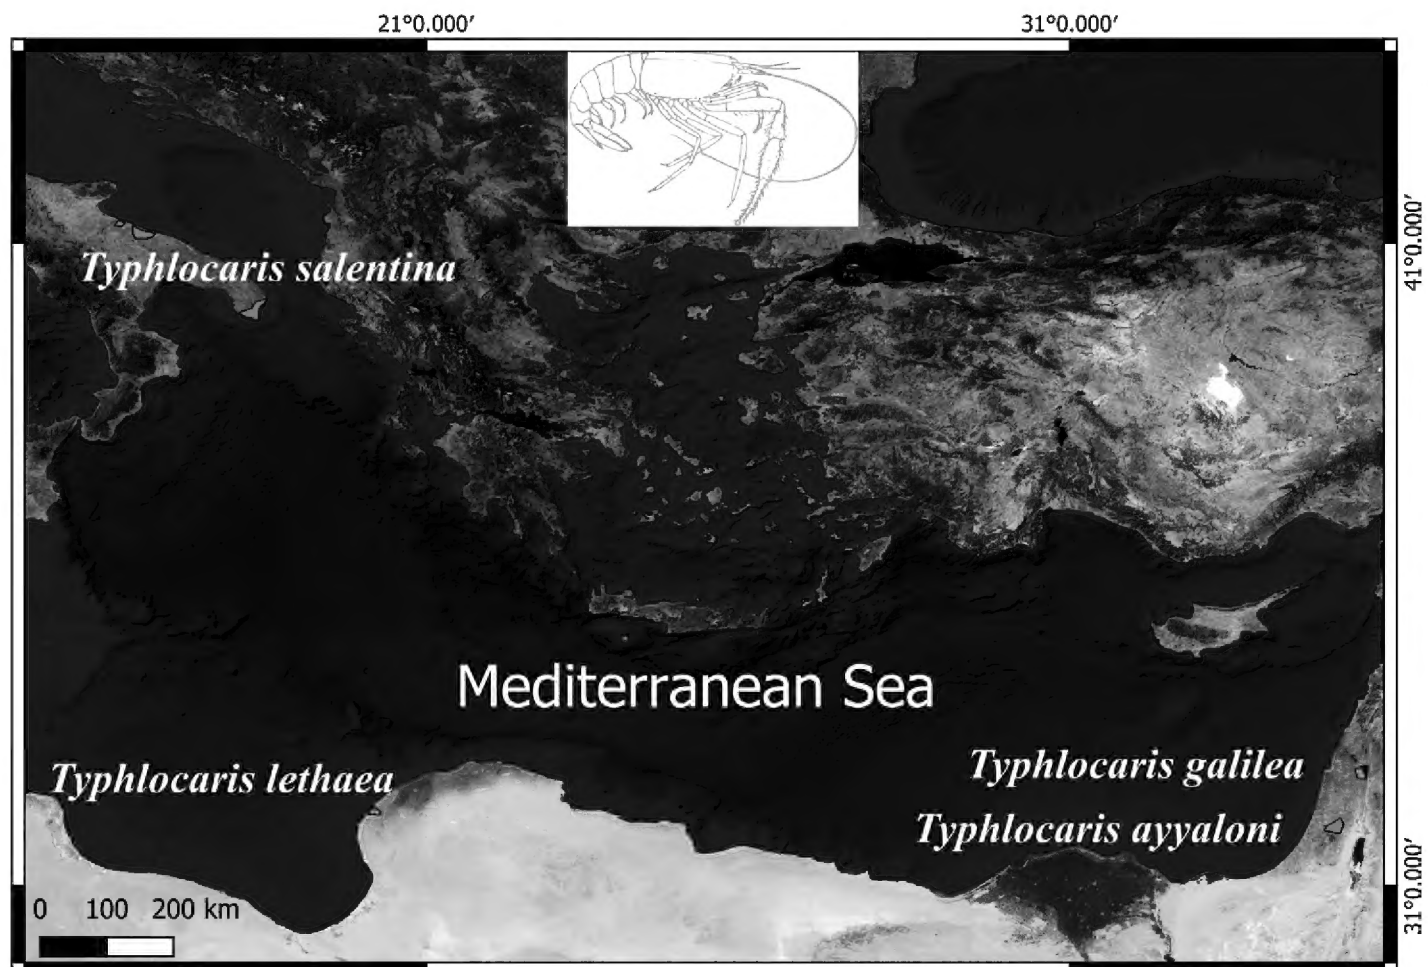 21°0.000′
31°0.000′
41°0.000′
Typhlocaris salentina
Mediterranean Sea
Typhlocaris lethaea
Typhlocaris galilea
Typhlocaris ayyaloni
31°0.000′
0 100 200 km